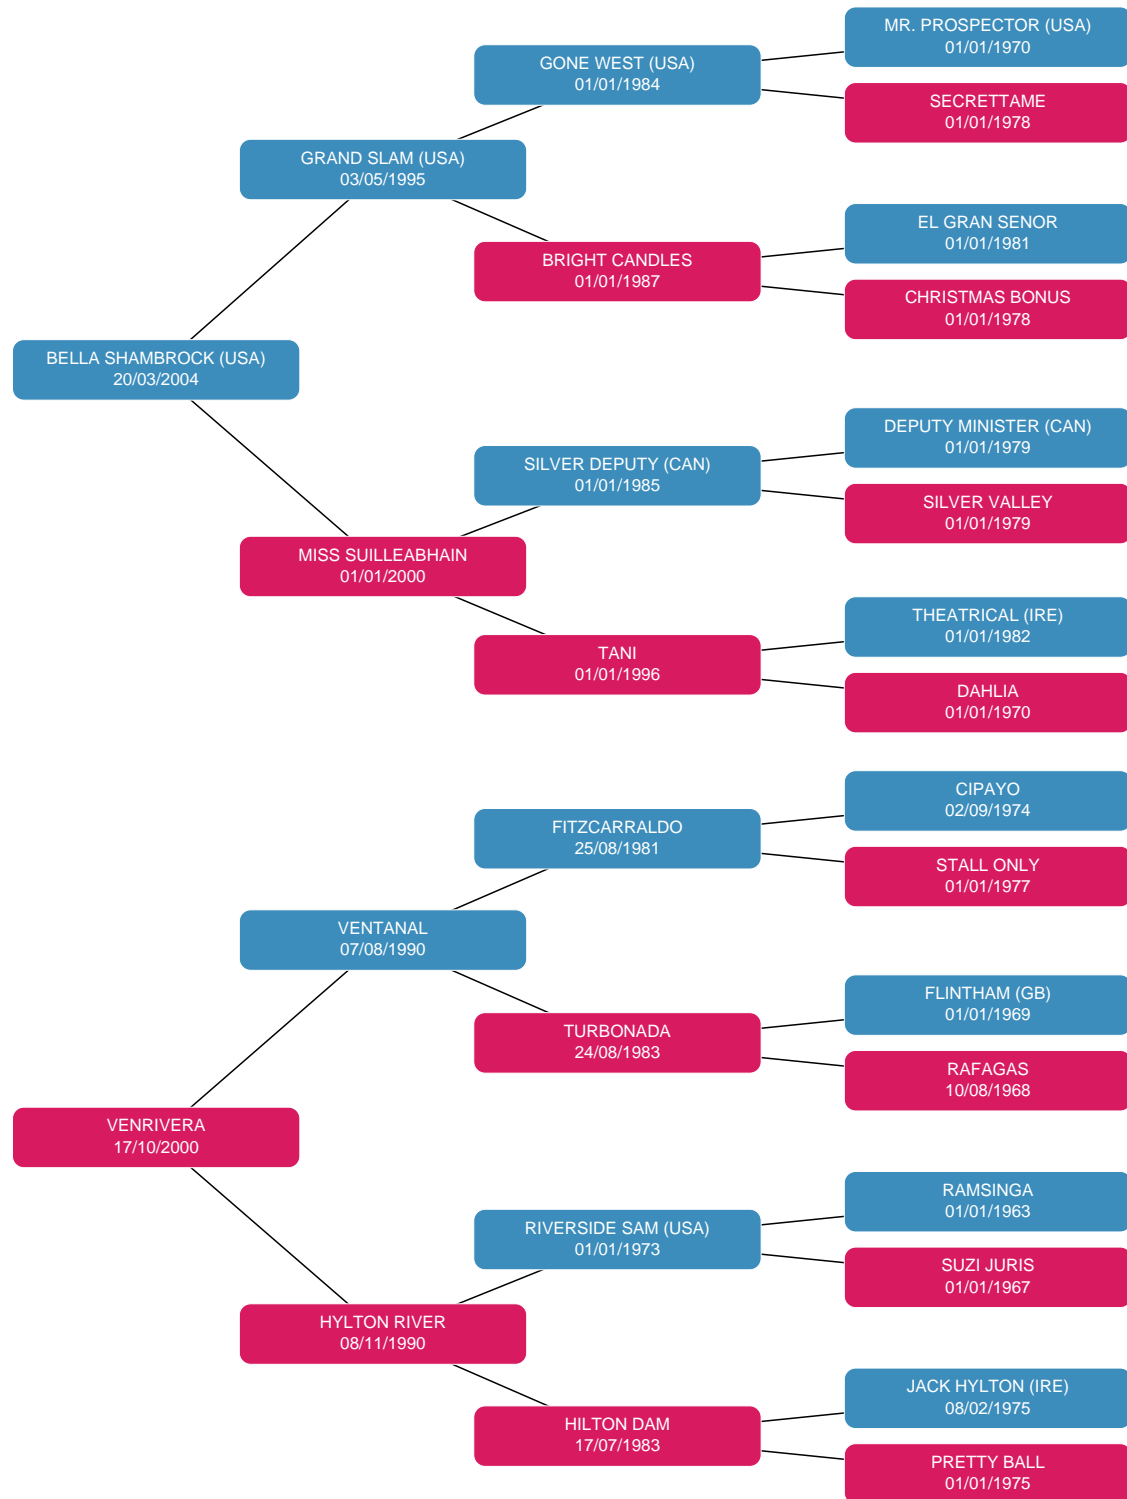 MR. PROSPECTOR (USA)
01/01/1970
GONE WEST (USA)
01/01/1984
SECRETTAME
01/01/1978
GRAND SLAM (USA)
03/05/1995
EL GRAN SENOR
01/01/1981
BRIGHT CANDLES
01/01/1987
CHRISTMAS BONUS
01/01/1978
BELLA SHAMBROCK (USA)
20/03/2004
DEPUTY MINISTER (CAN)
01/01/1979
SILVER DEPUTY (CAN)
01/01/1985
SILVER VALLEY
01/01/1979
MISS SUILLEABHAIN
01/01/2000
THEATRICAL (IRE)
01/01/1982
TANI
01/01/1996
DAHLIA
01/01/1970
CIPAYO
02/09/1974
FITZCARRALDO
25/08/1981
STALL ONLY
01/01/1977
VENTANAL
07/08/1990
FLINTHAM (GB)
01/01/1969
TURBONADA
24/08/1983
RAFAGAS
10/08/1968
VENRIVERA
17/10/2000
RAMSINGA
01/01/1963
RIVERSIDE SAM (USA)
01/01/1973
SUZI JURIS
01/01/1967
HYLTON RIVER
08/11/1990
JACK HYLTON (IRE)
08/02/1975
HILTON DAM
17/07/1983
PRETTY BALL
01/01/1975